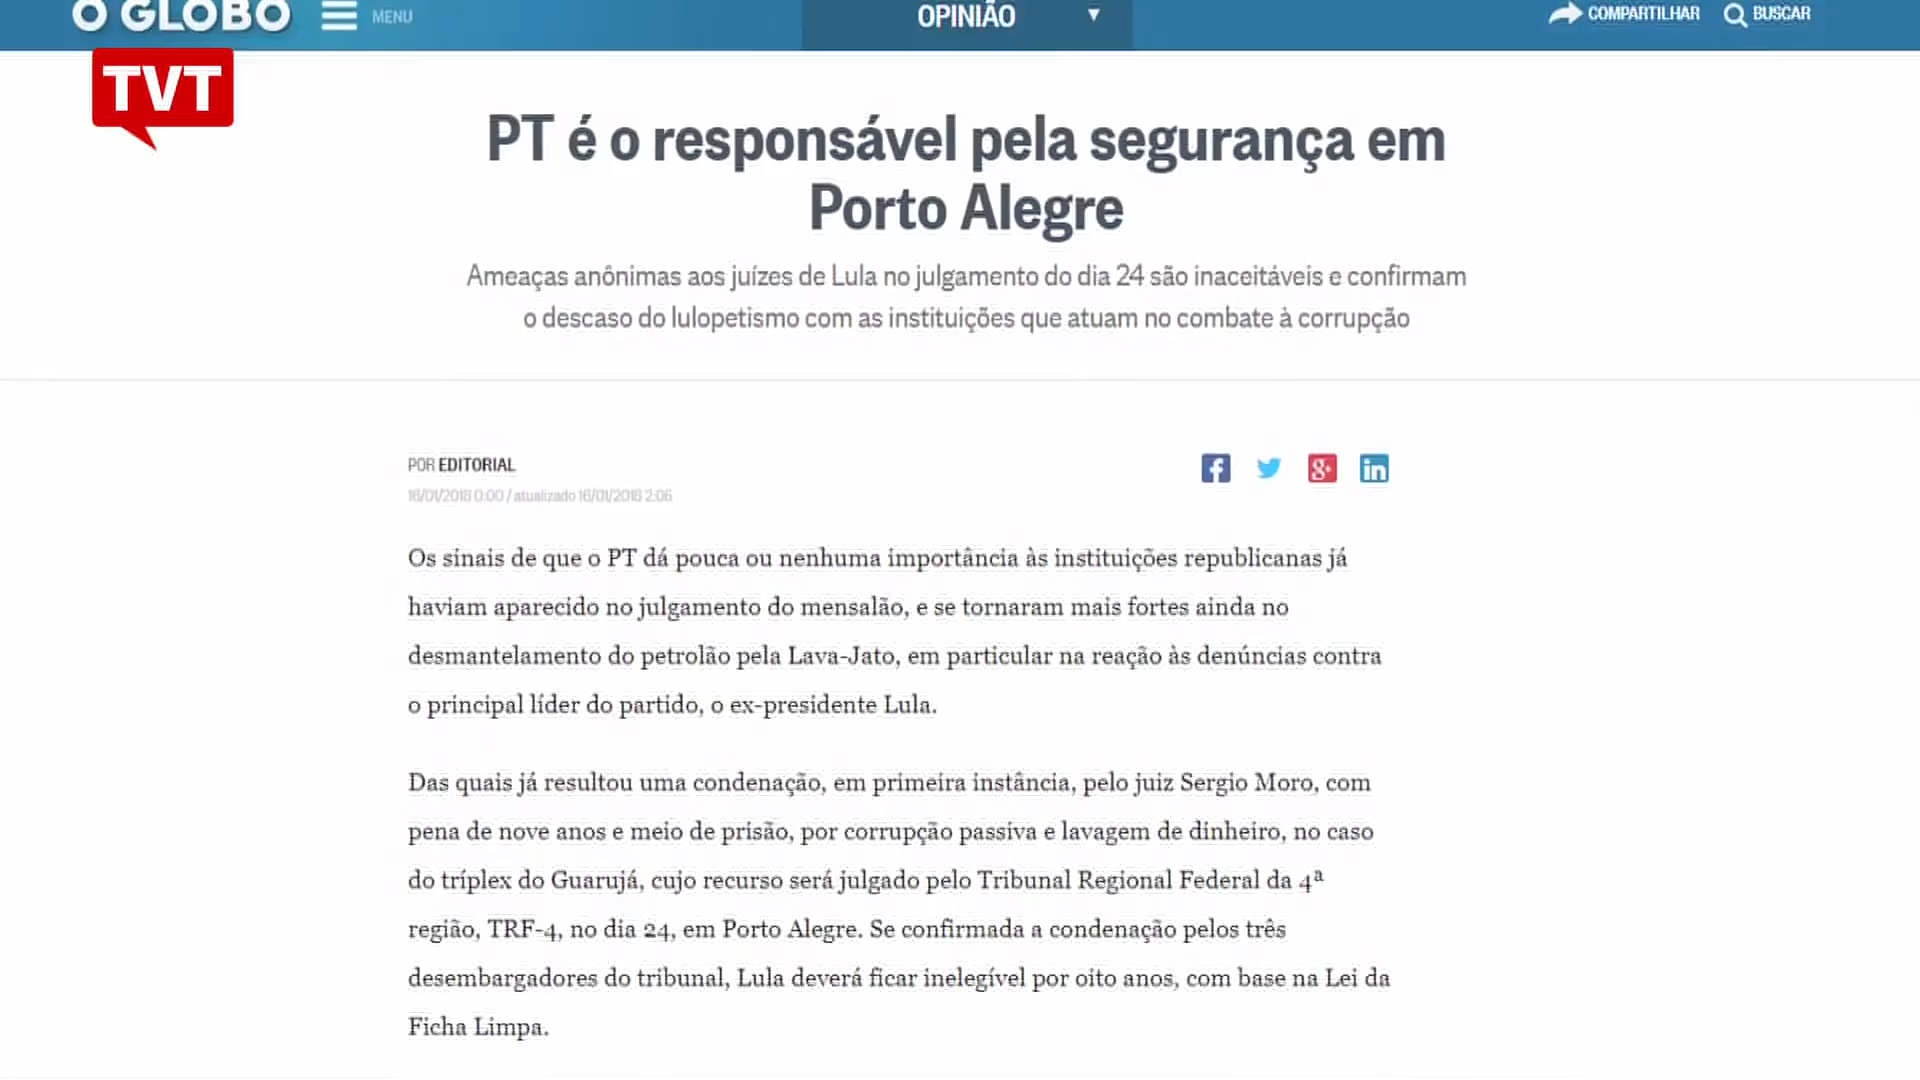 O GLOBO
MENU
OPINIÃO
COMPARTILHAR
BUSCAR
TVT
PT é o responsável pela segurança em
Porto Alegre
Ameaças anônimas aos juízes de Lula no julgamento do dia 24 são inaceitáveis e confirmam
o descaso do lulopetismo com as instituições que atuam no combate à corrupção
POR EDITORIAL
16/01/2018 0:00 / atualizado 16/01/2018 2:06
Os sinais de que o PT dá pouca ou nenhuma importância às instituições republicanas já
haviam aparecido no julgamento do mensalão, e se tornaram mais fortes ainda no
desmantelamento do petrolão pela Lava-Jato, em particular na reação às denúncias contra
o principal líder do partido, o ex-presidente Lula.
Das quais já resultou uma condenação, em primeira instância, pelo juiz Sergio Moro, com
pena de nove anos e meio de prisão, por corrupção passiva e lavagem de dinheiro, no caso
do tríplex do Guarujá, cujo recurso será julgado pelo Tribunal Regional Federal da 4ª
região, TRF-4, no dia 24, em Porto Alegre. Se confirmada a condenação pelos três
desembargadores do tribunal, Lula deverá ficar inelegível por oito anos, com base na Lei da
Ficha Limpa.